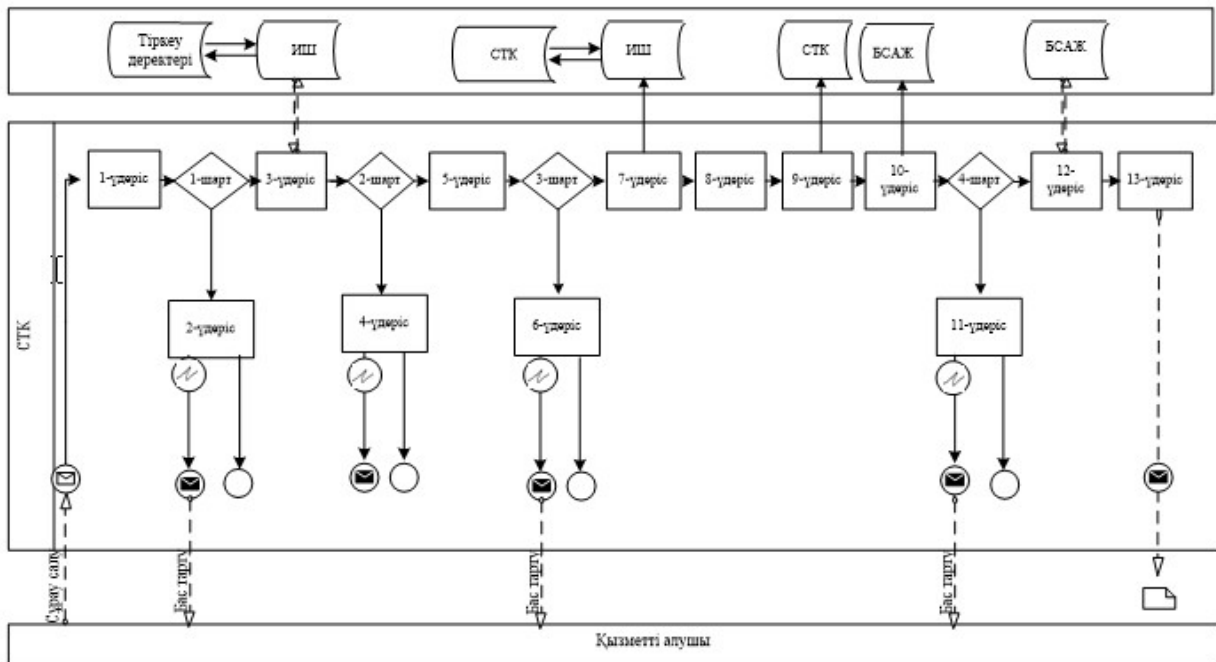 Тіркеу
деректері
ИШ
СТК
ИШ
СТК
БСАЖ
БСАЖ
1-үдеріс
1-шарт
3-үдеріс
2-шарт
5-үдеріс
3-шарт
7-үдеріс
8-үдеріс
9-үдеріс
10-
үдеріс
4-шарт
12-
үдеріс
13-үдеріс
2-үдеріс
4-үдеріс
6-үдеріс
11-үдеріс
СТК
Сұрау салу
Бас тарту
Бас тарту
Бас тарту
Қызметті алушы